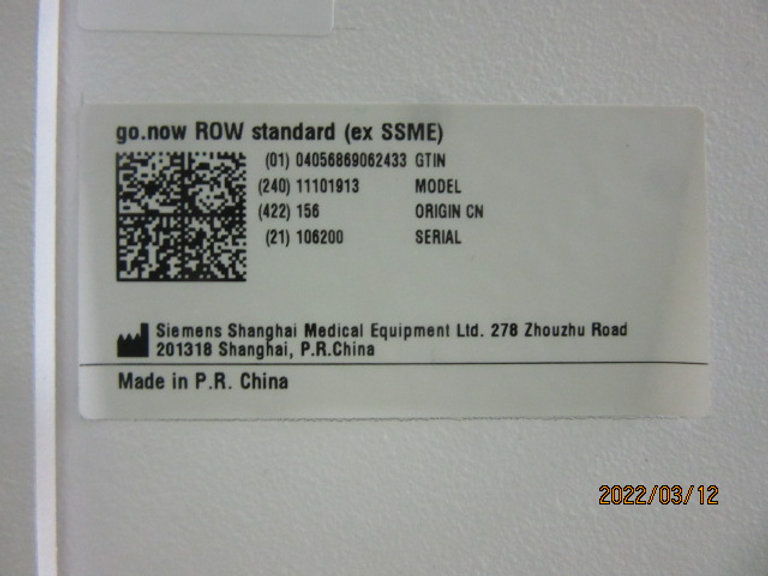 go.now ROW standard (ex SSME)
(01) 04056869062433 GTIN
(240) 11101913 MODEL
(422) 156 ORIGIN CN
(21) 106200 SERIAL
Siemens Shanghai Medical Equipment Ltd. 278 Zhouzhu Road
201318 Shanghai, P.R.China
Made in P.R. China
2022/03/12